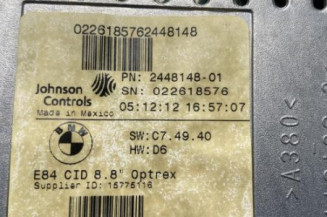 0226185762448148
Johnson Controls
Made in Mexico
PN: 2448148-01
SN: 022618576
05:12:12 16:57:07
BMW
SW:C7.49.40
HW:D6
E84 CID 8.8" Optrex
Supplier ID: 15775116
>A380<